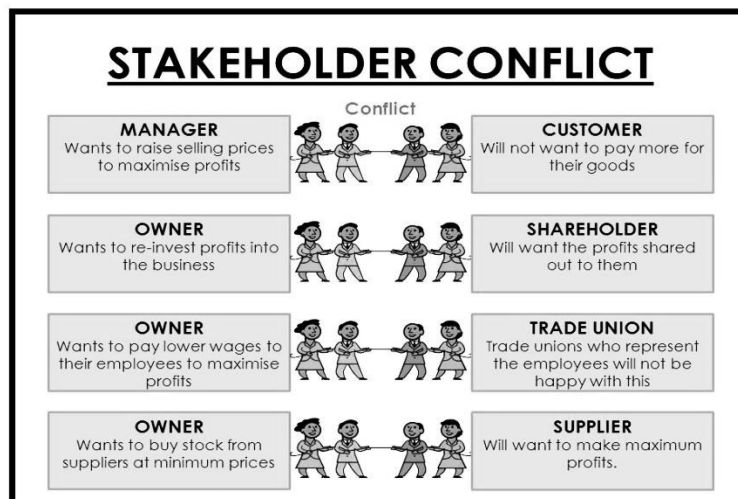 STAKEHOLDER CONFLICT
Conflict
MANAGER
Wants to raise selling prices
to maximise profits
CUSTOMER
Will not want to pay more for
their goods
OWNER
Wants to re-invest profits into
the business
SHAREHOLDER
Will want the profits shared
out to them
OWNER
Wants to pay lower wages to
their employees to maximise
profits
TRADE UNION
Trade unions who represent
the employees will not be
happy with this
OWNER
Wants to buy stock from
suppliers at minimum prices
SUPPLIER
Will want to make maximum
profits.